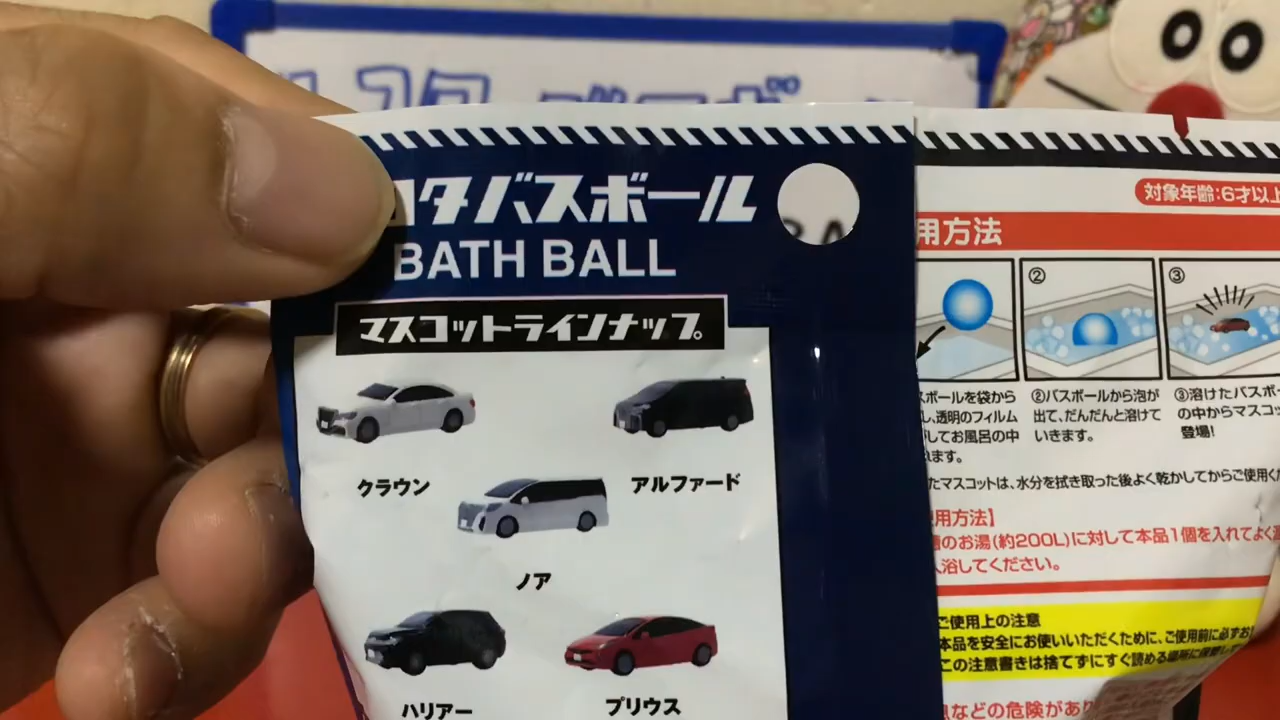 タバスボール
BATH BALL
マスコットラインナップ
クラウン
アルファード
ノア
ハリアー
プリウス
対象年齢:6才以上
用方法
②
③
ボールを袋から
し、透明のフィルム
してお風呂の中
ます。
②バスボールから泡が
出て、だんだんと溶けて
いきます。
③溶けたバスボー
の中からマスコッ
登場!
たマスコットは、水分を拭き取った後よく乾かしてからご使用くだ
用方法】
のお湯(約200L)に対して本品1個を入れてよく
浴してください。
ご使用上の注意
本品を安全にお使いいただくために、ご使用前に必ずお
この注意書きは捨てずにすぐ読める場所に保管し
などの危険があり